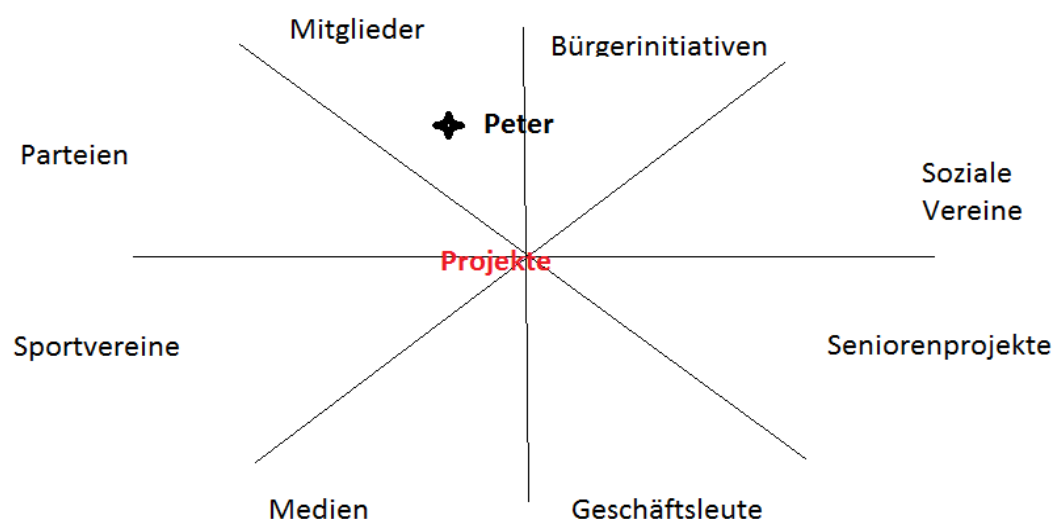 Mitglieder
Bürgerinitiativen
Peter
Parteien
Soziale
Vereine
Projekte
Sportvereine
Seniorenprojekte
Medien
Geschäftsleute